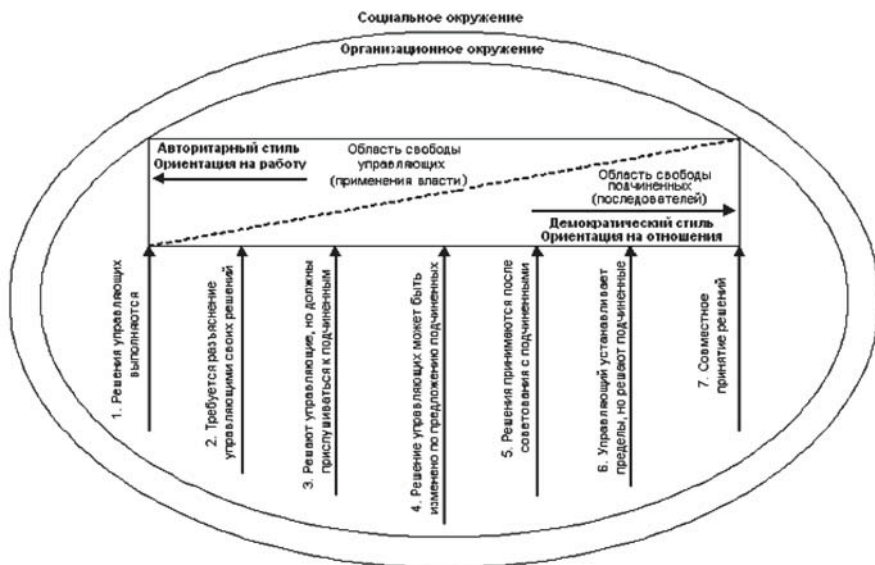 Социальное окружение
Организационное окружение
Авторитарный стиль
Ориентация на работу
Область свободы
управляющих
(применения власти)
Область свободы
подчиненных
(последователей)
Демократический стиль
Ориентация на отношения
1. Решения управляющих
выполняются
2. Требуется разъяснение
управляющими своих решений
3. Решают управляющие, но должны
прислушиваться к подчиненным
4. Решение управляющих может быть
изменено по предложению подчиненных
5. Решения принимаются после
советования с подчиненными
6. Управляющий устанавливает
пределы, но решают подчиненные
7. Совместное
принятие решений